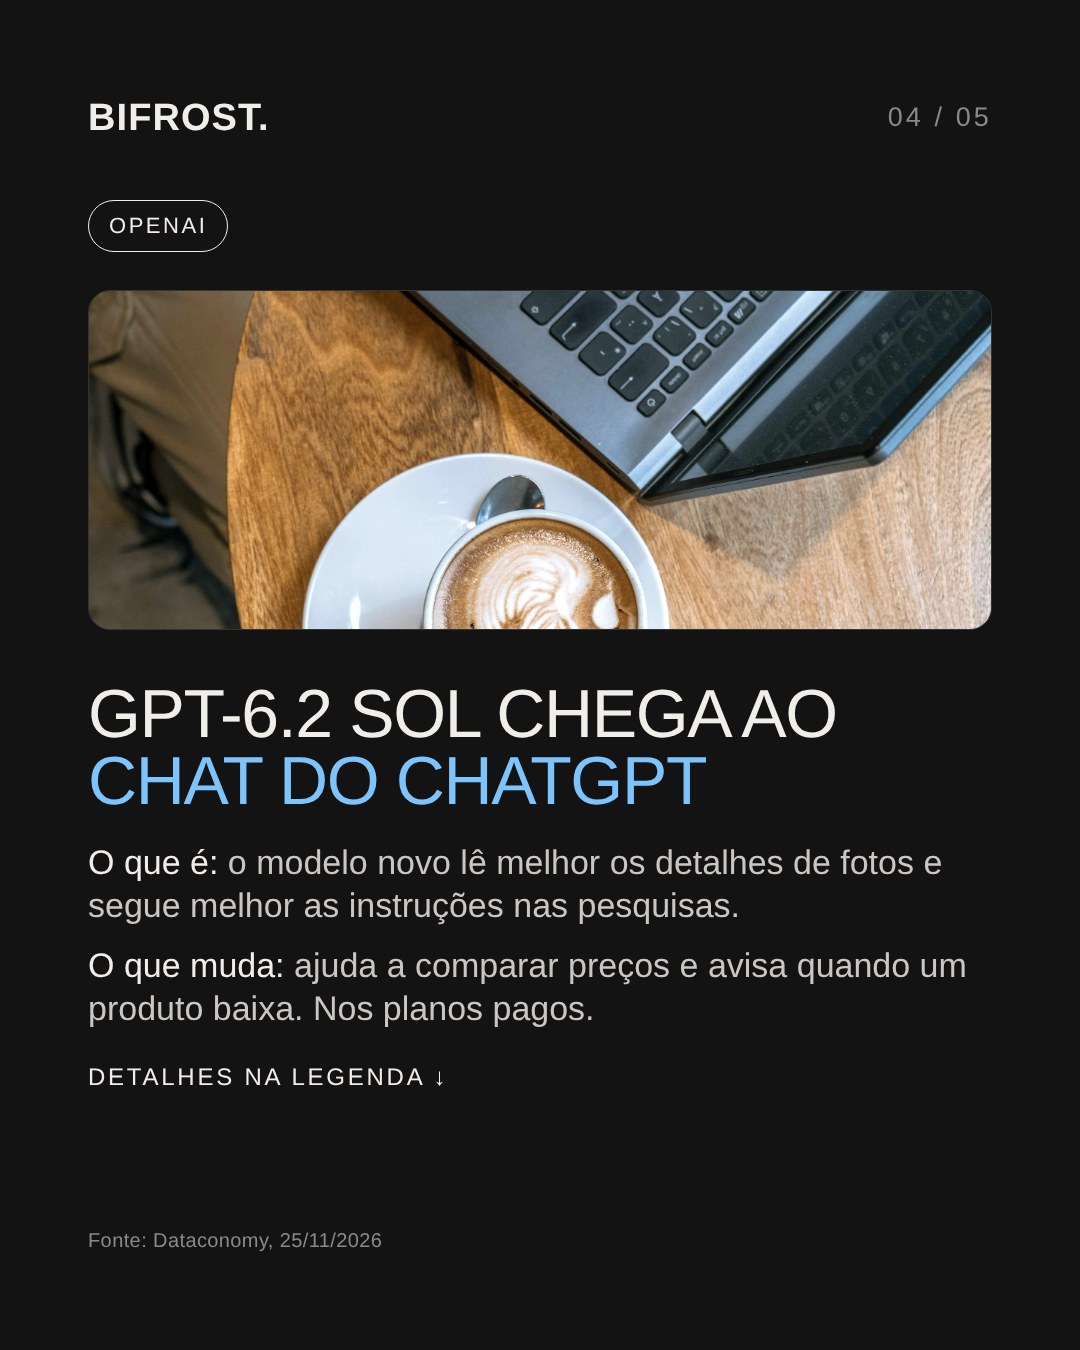 BIFROST.
04 / 05
OPENAI
GPT-6.2 SOL CHEGA AO
CHAT DO CHATGPT
O que é: o modelo novo lê melhor os detalhes de fotos e
segue melhor as instruções nas pesquisas.
O que muda: ajuda a comparar preços e avisa quando um
produto baixa. Nos planos pagos.
DETALHES NA LEGENDA ↓
Fonte: Dataconomy, 25/11/2026